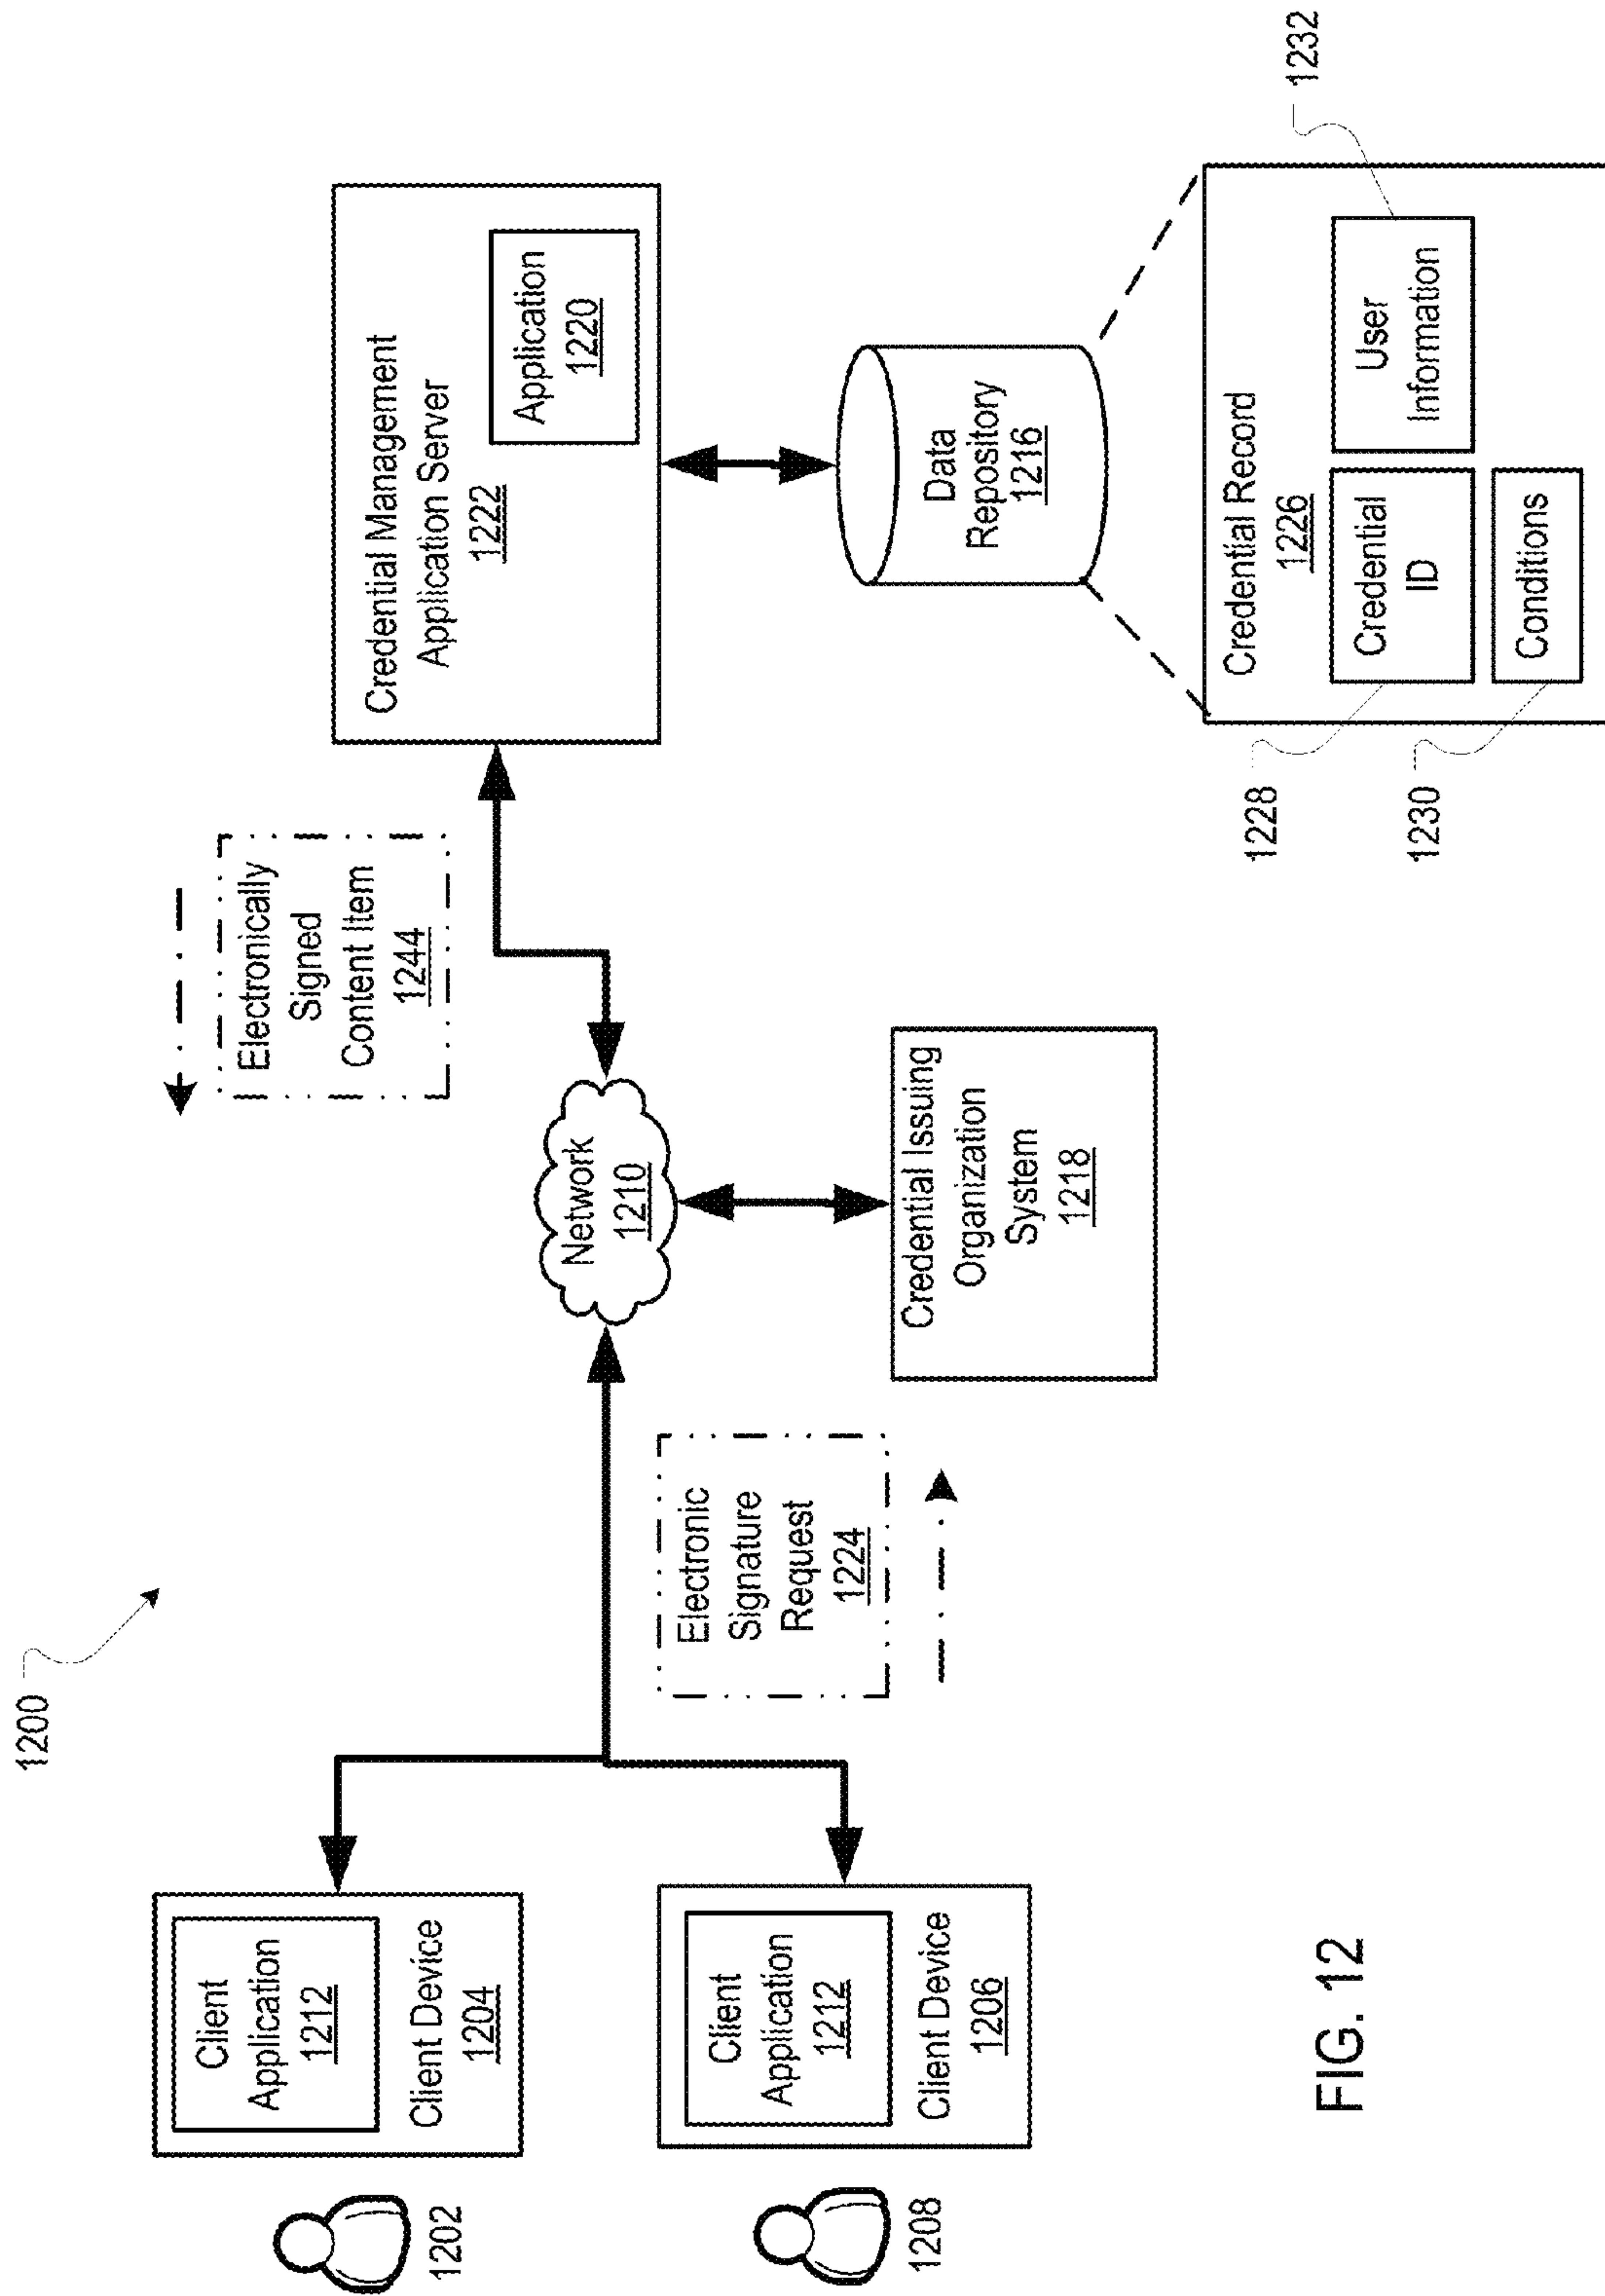 1200
Client
Application
1212
Client Device
1204
1202
Client
Application
1212
Client Device
1206
1208
Electronic
Signature
Request
1224
Network
1210
Credential Issuing
Organization
System
1218
Electronically
Signed
Content Item
1244
Credential Management
Application Server
1222
Application
1220
Data
Repository
1216
Credential Record
1226
Credential
ID
User
Information
Conditions
1228
1230
1232
FIG. 12